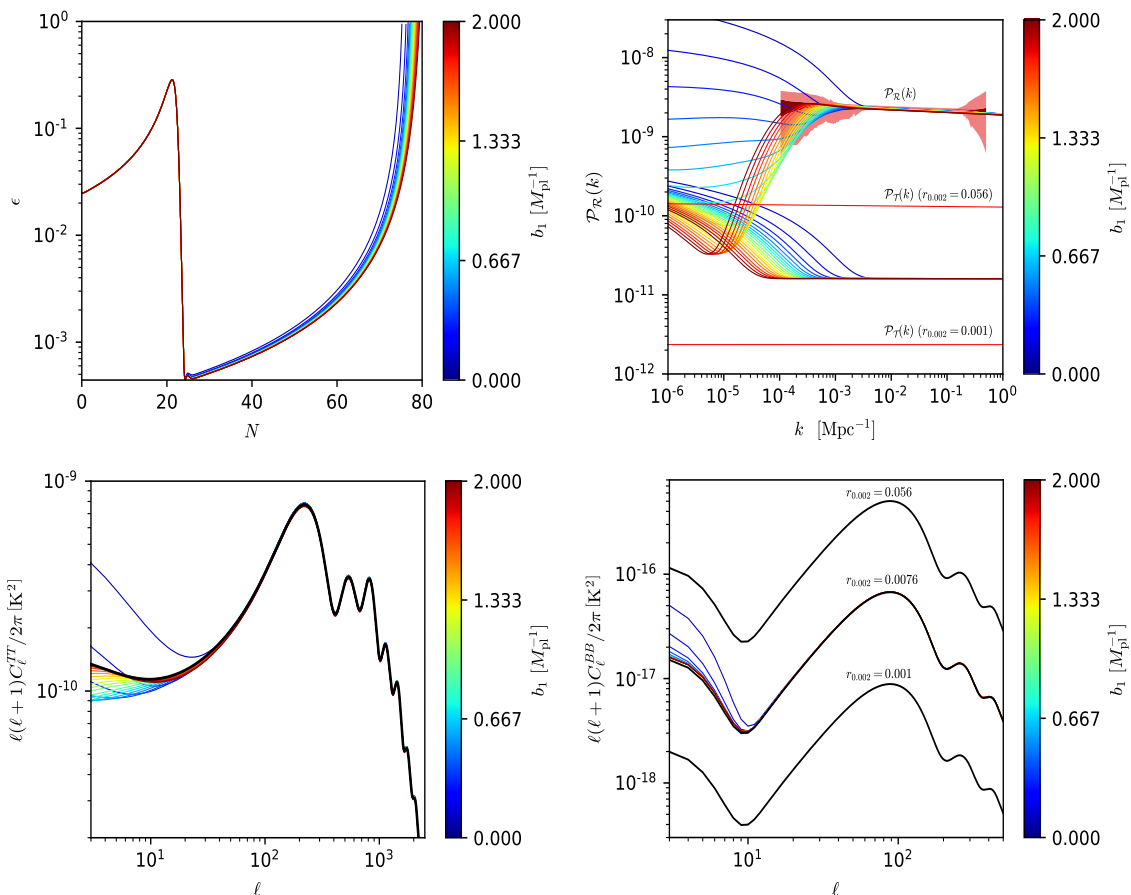 10^0
10^-1
10^-2
10^-3
ϵ
0
20
40
60
80
N
2.000
1.333
0.667
0.000
b_1 [M_pl^-1]
10^-8
10^-9
10^-10
10^-11
10^-12
P_R(k)
P_R(k)
P_T(k) (r_0.002 = 0.056)
P_T(k) (r_0.002 = 0.001)
10^-6
10^-5
10^-4
10^-3
10^-2
10^-1
10^0
k [Mpc^-1]
2.000
1.333
0.667
0.000
b_1 [M_pl^-1]
10^-9
10^-10
ℓ(ℓ+1)C_ℓ^TT/2π [K^2]
10^1
10^2
10^3
ℓ
2.000
1.333
0.667
0.000
b_1 [M_pl^-1]
10^-16
10^-17
10^-18
ℓ(ℓ+1)C_ℓ^BB/2π [K^2]
r_0.002 = 0.056
r_0.002 = 0.0076
r_0.002 = 0.001
10^1
10^2
ℓ
2.000
1.333
0.667
0.000
b_1 [M_pl^-1]